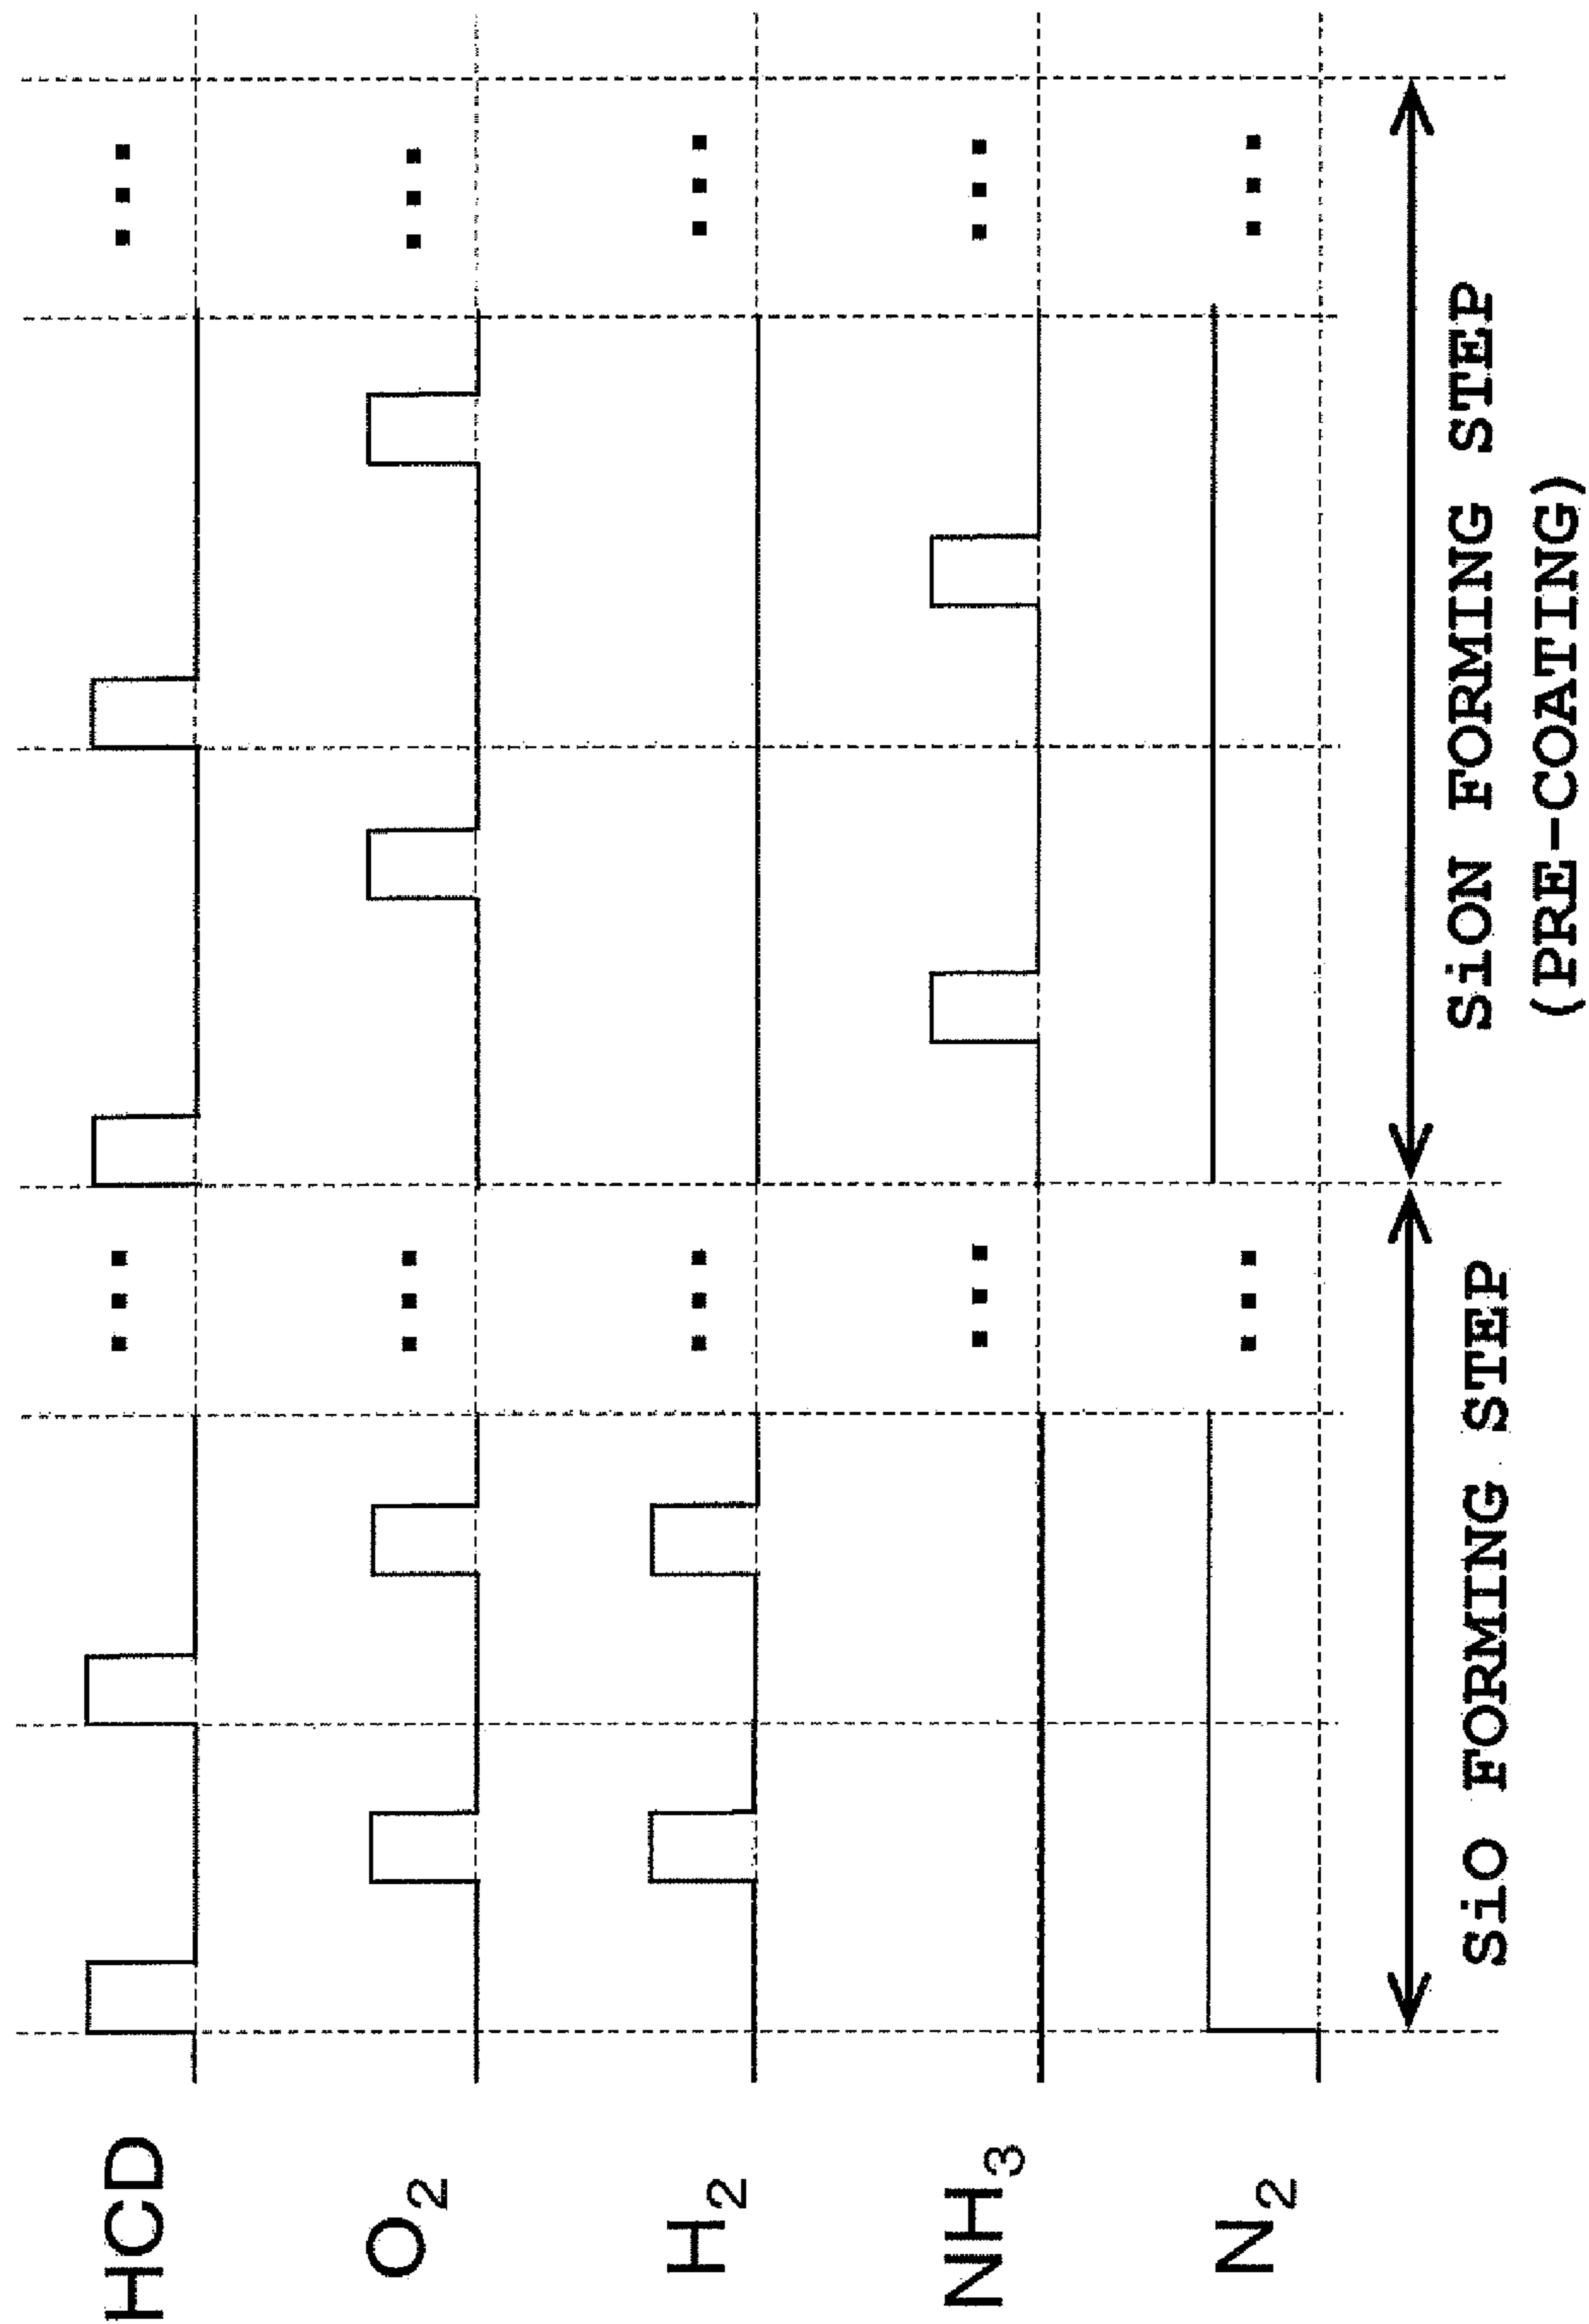 HCD
O2
H2
NH3
N2
SiO FORMING STEP
SiON FORMING STEP
(PRE-COATING)